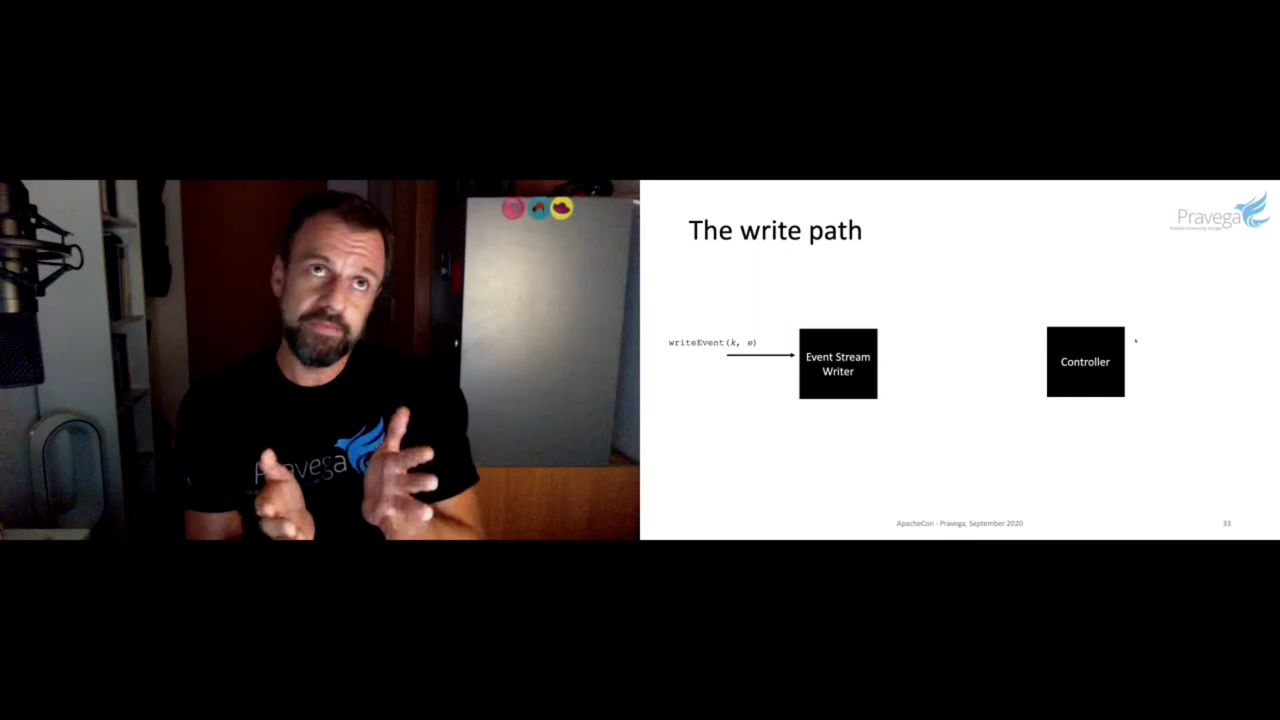 Pravega
The write path
Pravega
writeEvent(k, e)
Event Stream
Writer
Controller
ApacheCon - Pravega, September 2020
33